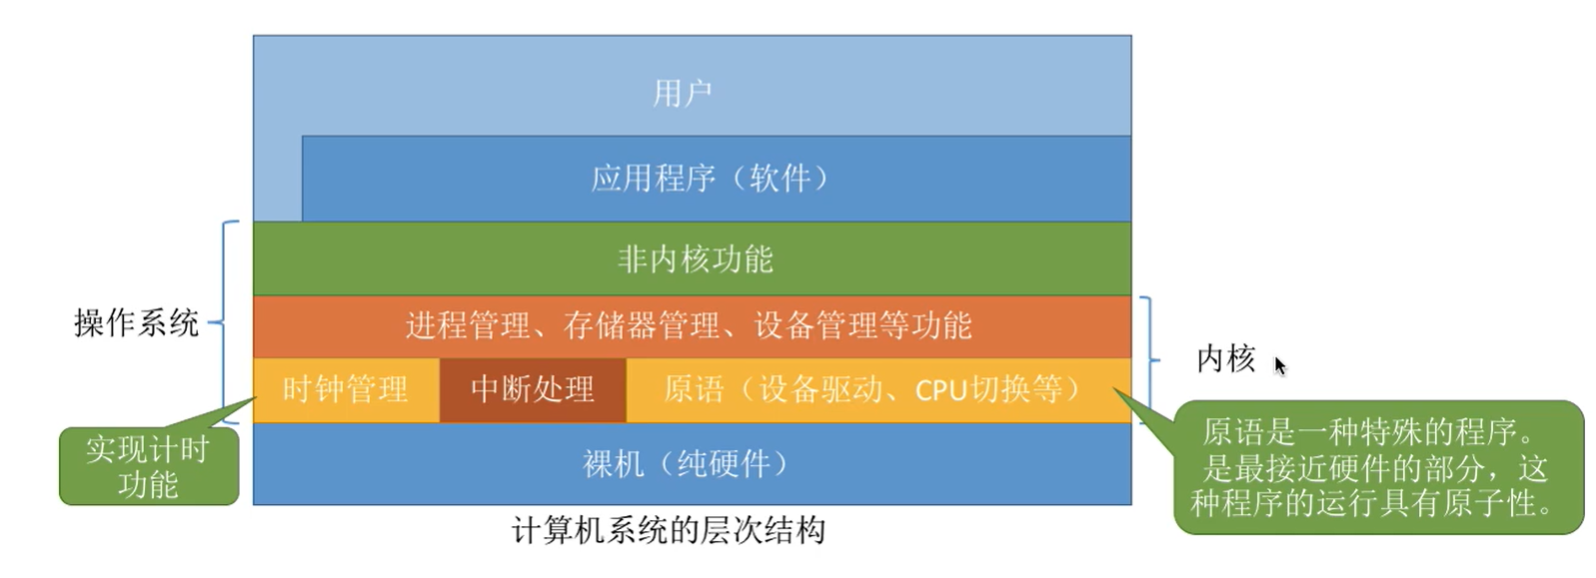 用户
应用程序（软件）
非内核功能
操作系统
进程管理、存储器管理、设备管理等功能
内核
时钟管理
中断处理
原语（设备驱动、CPU切换等）
实现计时
功能
原语是一种特殊的程序。
是最接近硬件的部分，这
种程序的运行具有原子性。
裸机（纯硬件）
计算机系统的层次结构